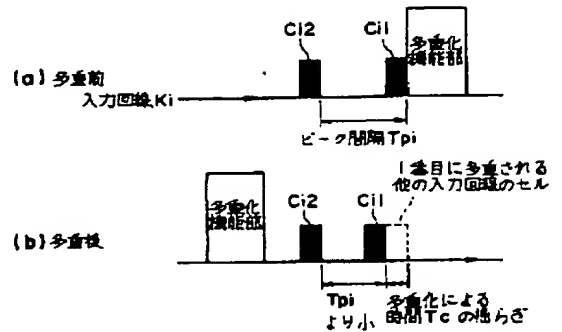 Ci2
Ci1
多重化
機能部
(a) 多重前
入力回線Ki
ピーク間隔Tpi
1番目に多重される
他の入力回線のセル
多重化
機能部
Ci2
Ci1
(b) 多重後
Tpi
より小
多重化による
時間Tcの揺らぎ